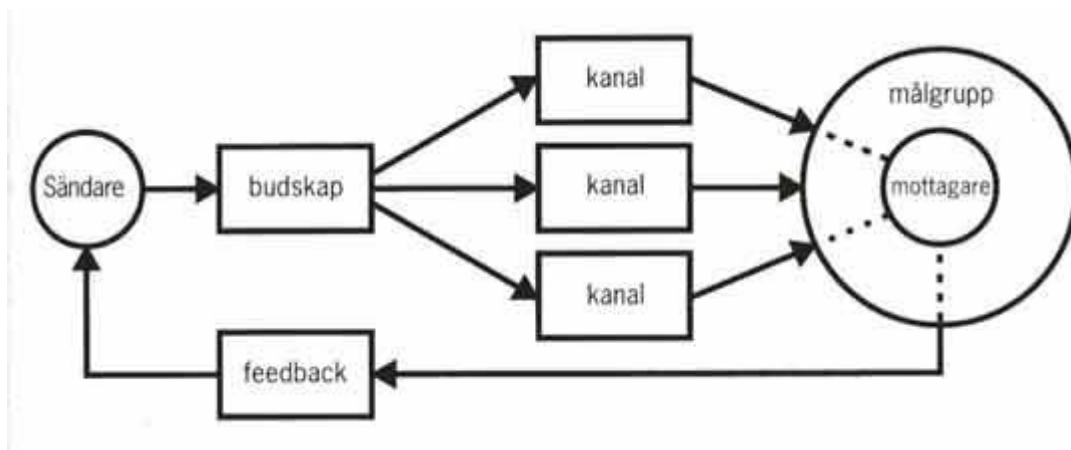 kanal
målgrupp
Sändare
budskap
kanal
mottagare
kanal
feedback